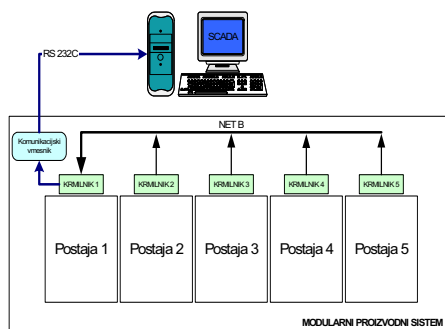 SCADA
RS 232C
NET B
Komunikacijski
vmesnik
KRMILNIK 1
KRMILNIK 2
KRMILNIK 3
KRMILNIK 4
KRMILNIK 5
Postaja 1
Postaja 2
Postaja 3
Postaja 4
Postaja 5
MODULARNI PROIZVODNI SISTEM